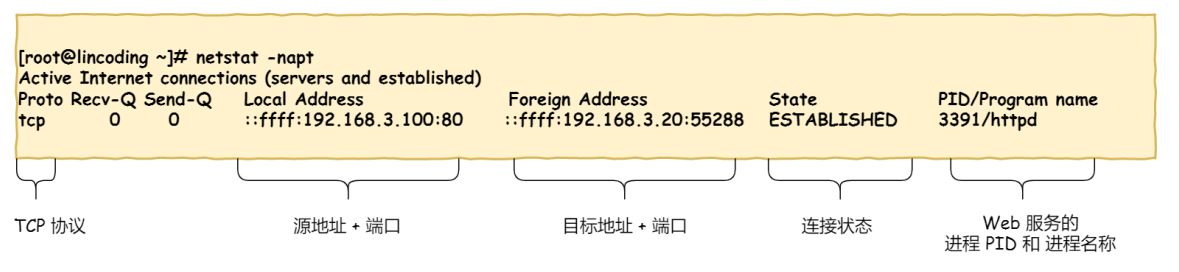 [root@lincoding ~]# netstat -napt
Active Internet connections (servers and established)
Proto Recv-Q Send-Q Local Address Foreign Address State PID/Program name
tcp 0 0 ::ffff:192.168.3.100:80 ::ffff:192.168.3.20:55288 ESTABLISHED 3391/httpd
TCP 协议 源地址 + 端口 目标地址 + 端口 连接状态 Web 服务的
进程 PID 和 进程名称